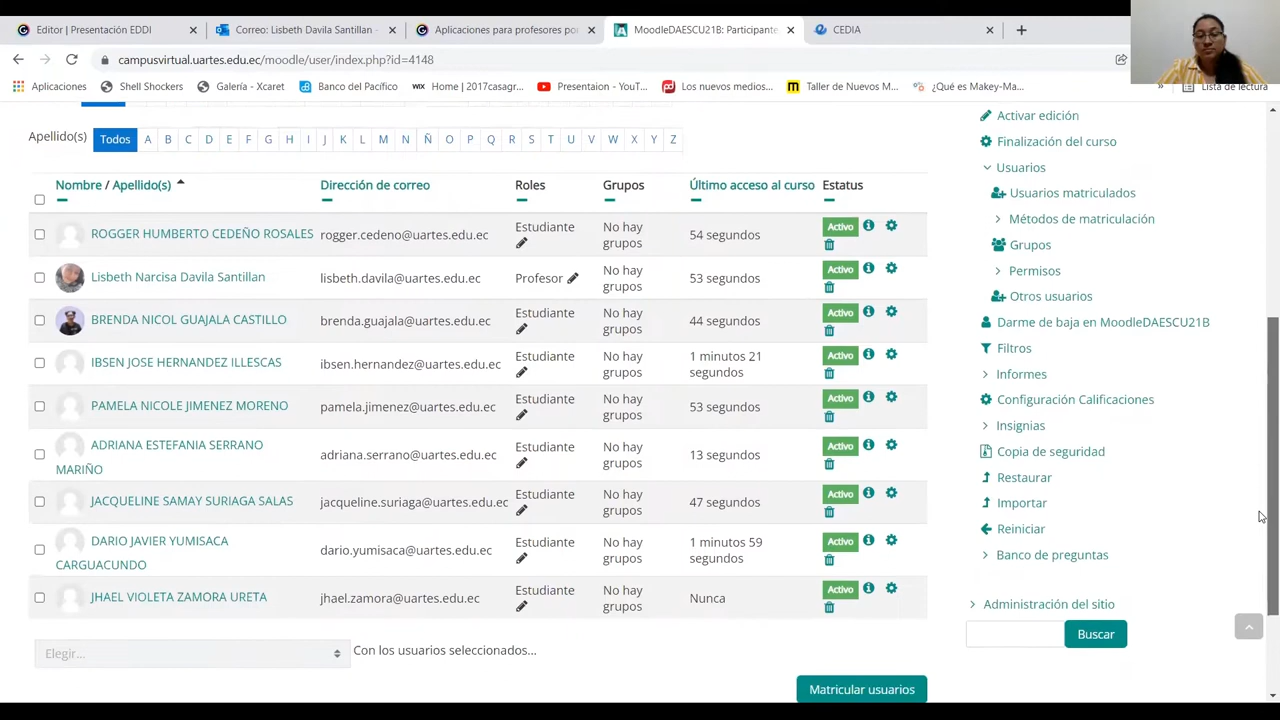 Editor | Presentación EDDI
Correo: Lisbeth Davila Santillan -
Aplicaciones para profesores po
MoodleDAESCU21B: Participante
CEDIA
campusvirtual.uartes.edu.ec/moodle/user/index.php?id=4148
Aplicaciones
Shell Shockers
Galería - Xcaret
Banco del Pacífico
WIX Home | 2017casagr...
Presentaion - YouT...
Los nuevos medios...
Taller de Nuevos M...
¿Qué es Makey-Ma...
»
Lista de lectura
Apellido(s) Todos A B C D E F G H I J K L M N Ñ O P Q R S T U V W X Y Z
Nombre / Apellido(s) Dirección de correo Roles Grupos Último acceso al curso Estatus
ROGGER HUMBERTO CEDEÑO ROSALES rogger.cedeno@uartes.edu.ec Estudiante No hay grupos 54 segundos Activo
Lisbeth Narcisa Davila Santillan lisbeth.davila@uartes.edu.ec Profesor No hay grupos 53 segundos Activo
BRENDA NICOL GUAJALA CASTILLO brenda.guajala@uartes.edu.ec Estudiante No hay grupos 44 segundos Activo
IBSEN JOSE HERNANDEZ ILLESCAS ibsen.hernandez@uartes.edu.ec Estudiante No hay grupos 1 minutos 21 segundos Activo
PAMELA NICOLE JIMENEZ MORENO pamela.jimenez@uartes.edu.ec Estudiante No hay grupos 53 segundos Activo
ADRIANA ESTEFANIA SERRANO
MARIÑO adriana.serrano@uartes.edu.ec Estudiante No hay grupos 13 segundos Activo
JACQUELINE SAMAY SURIAGA SALAS jacqueline.suriaga@uartes.edu.ec Estudiante No hay grupos 47 segundos Activo
DARIO JAVIER YUMISACA
CARGUACUNDO dario.yumisaca@uartes.edu.ec Estudiante No hay grupos 1 minutos 59 segundos Activo
ZAMORA URETA jhael.zamora@uartes.edu.ec Estudiante No hay grupos Nunca Activo
Elegir...
Con los usuarios seleccionados...
Matricular usuarios
Activar edición
Finalización del curso
Usuarios
Usuarios matriculados
Métodos de matriculación
Grupos
Permisos
Otros usuarios
Darme de baja en MoodleDAESCU21B
Filtros
Informes
Configuración Calificaciones
Insignias
Copia de seguridad
Restaurar
Importar
Reiniciar
Banco de preguntas
Administración del sitio
Buscar